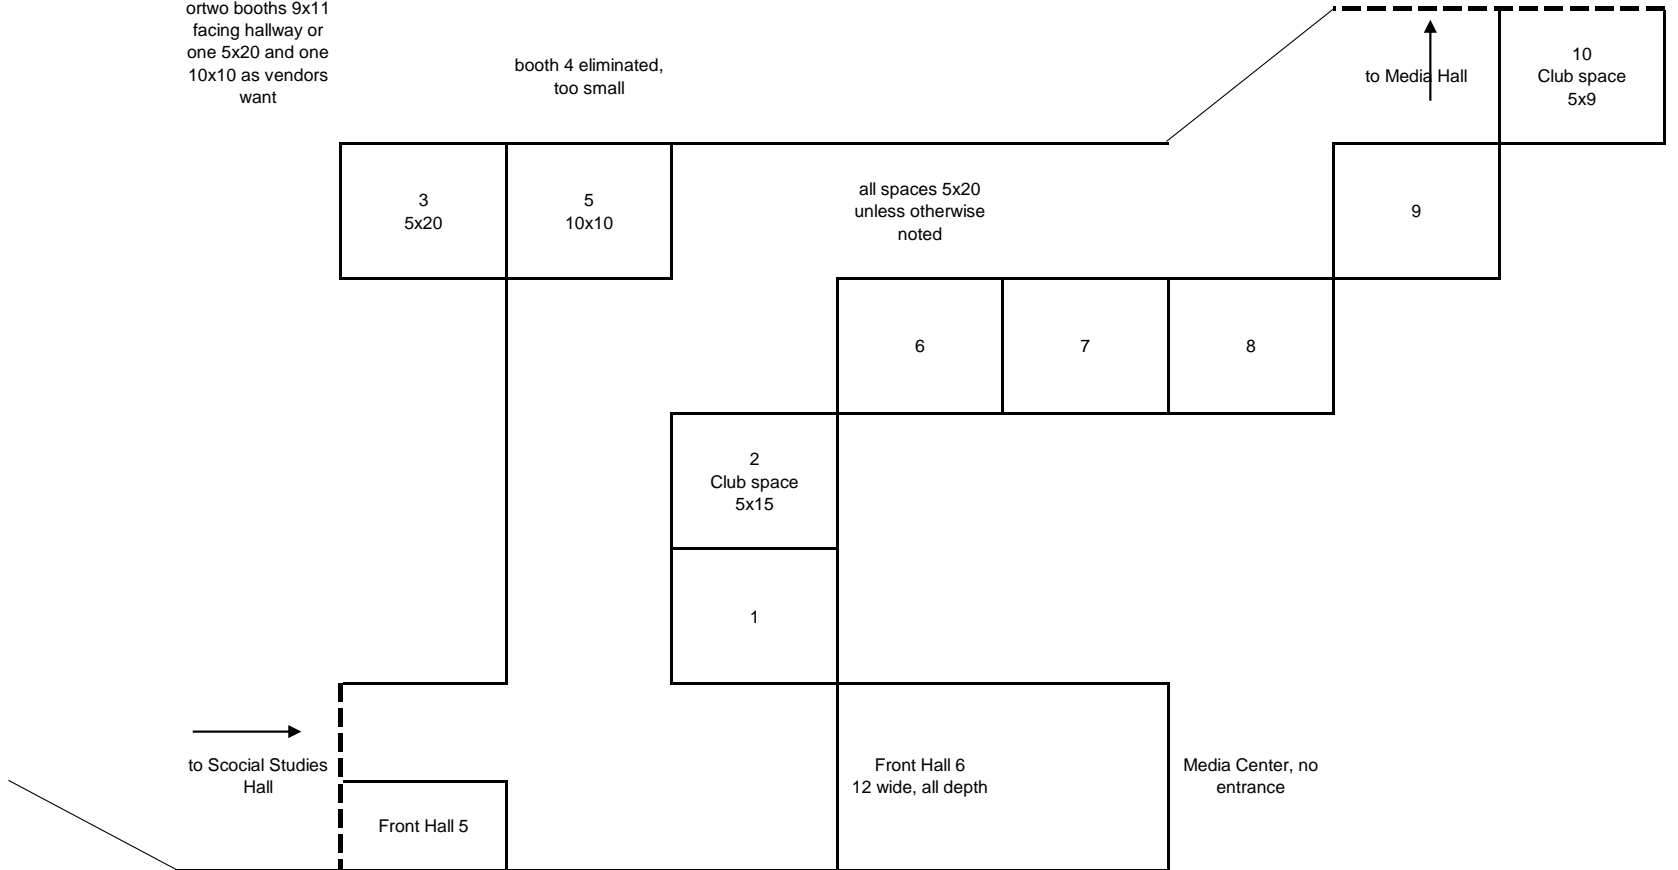 ortwo booths 9x11
facing hallway or
one 5x20 and one
10x10 as vendors
want
booth 4 eliminated,
too small
to Media Hall
10
Club space
5x9
3
5x20
5
10x10
all spaces 5x20
unless otherwise
noted
9
6
7
8
2
Club space
5x15
1
to Scocial Studies
Hall
Front Hall 5
Front Hall 6
12 wide, all depth
Media Center, no
entrance